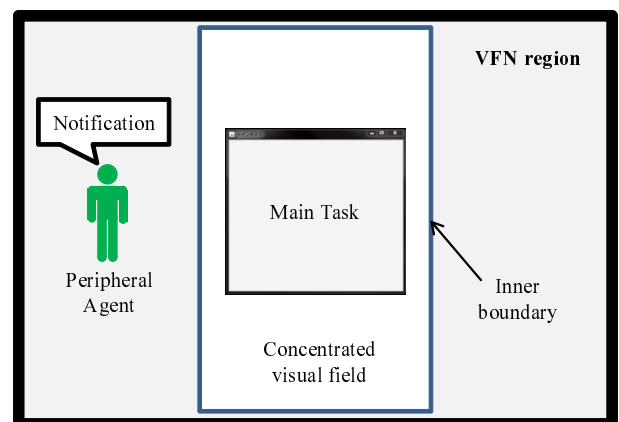 VFN region
Notification
Main Task
Peripheral
Agent
Inner
boundary
Concentrated
visual field